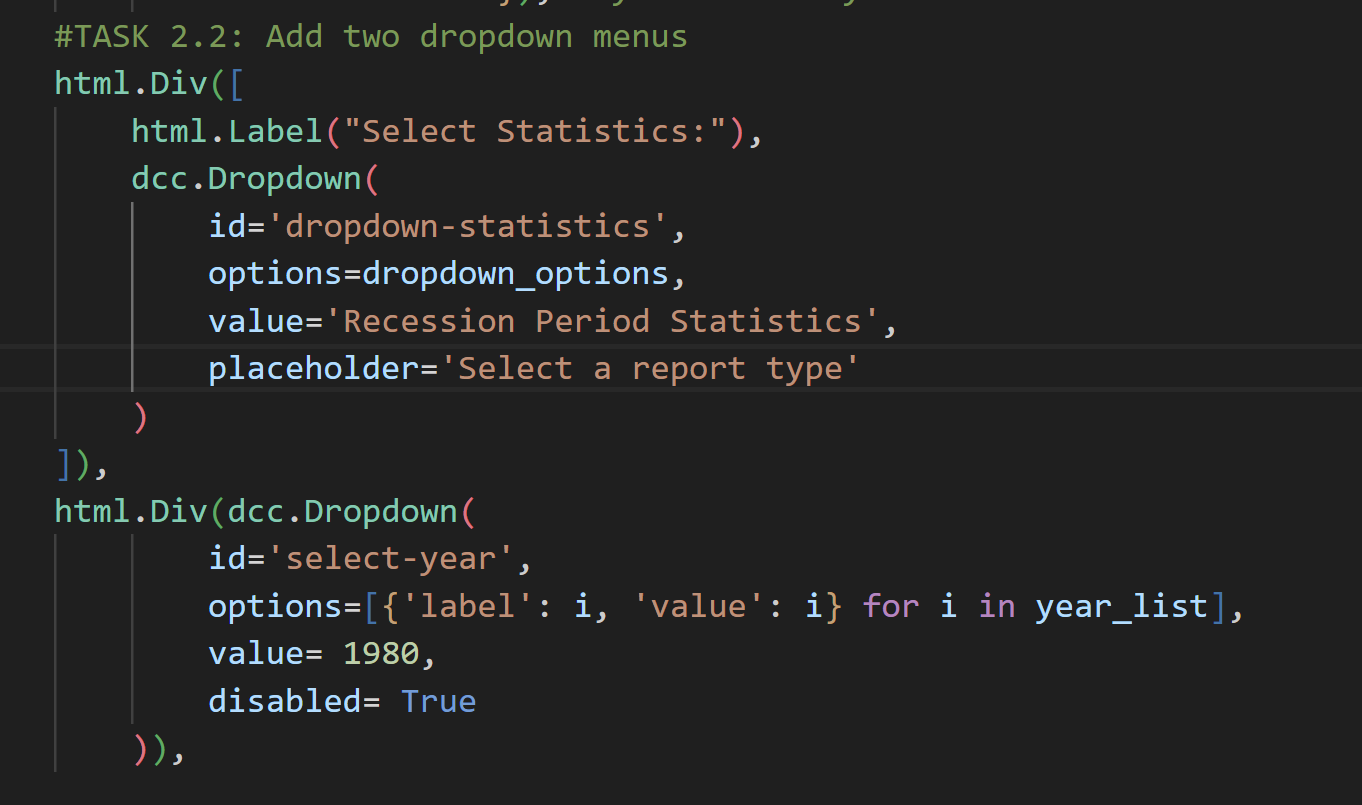 #TASK 2.2: Add two dropdown menus
html.Div([
    html.Label("Select Statistics:"),
    dcc.Dropdown(
        id='dropdown-statistics',
        options=dropdown_options,
        value='Recession Period Statistics',
        placeholder='Select a report type'
    )
]),
html.Div(dcc.Dropdown(
        id='select-year',
        options=[{'label': i, 'value': i} for i in year_list],
        value= 1980,
        disabled= True
    )),